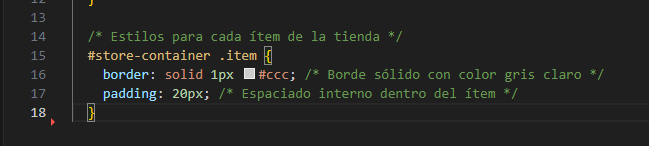 12 }
13
14 /* Estilos para cada ítem de la tienda */
15 #store-container .item {
16 border: solid 1px #ccc; /* Borde sólido con color gris claro */
17 padding: 20px; /* Espaciado interno dentro del ítem */
18 }